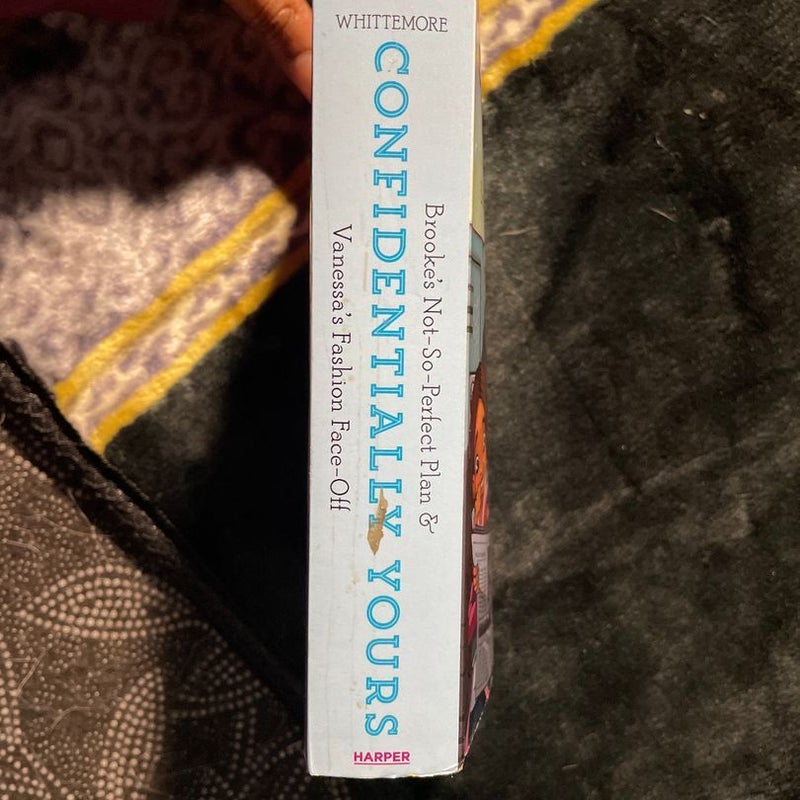 WHITTEMORE
CONFIDENTIALLY YOURS
Brooke's Not-So-Perfect Plan &
Vanessa's Fashion Face-Off
HARPER